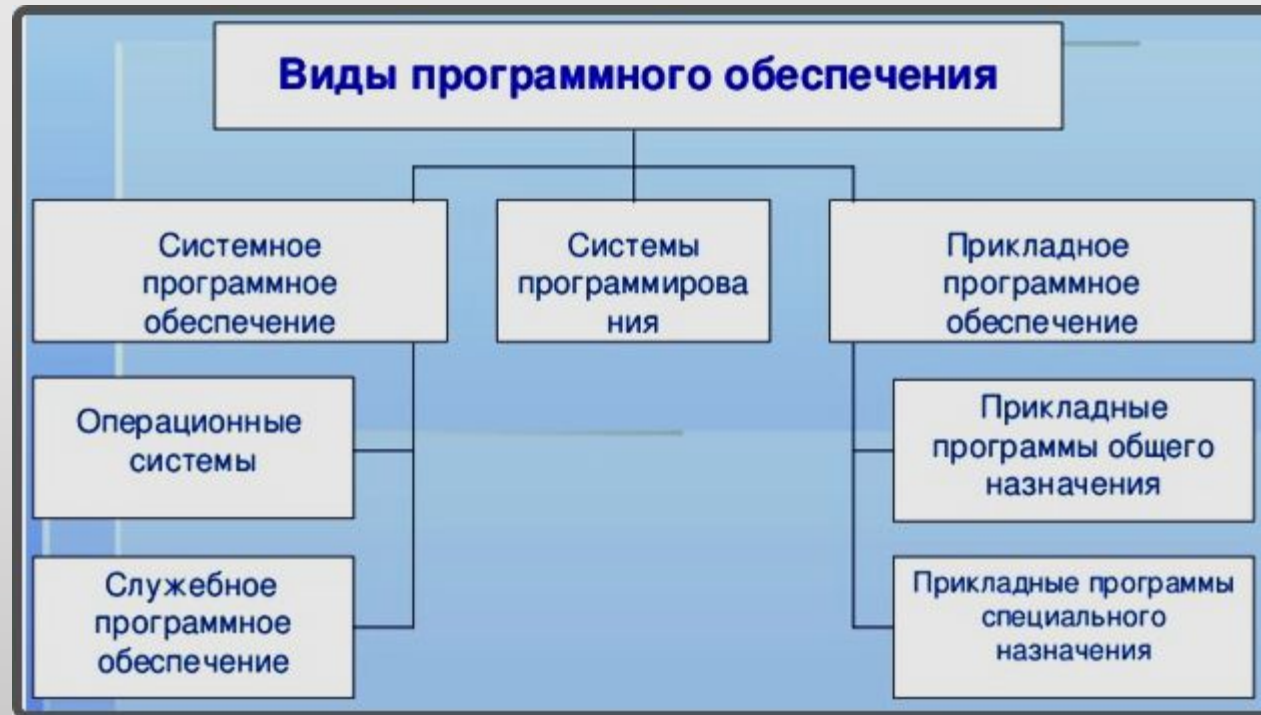 Виды программного обеспечения
Системное
программное
обеспечение
Системы
программирова
ния
Прикладное
программное
обеспечение
Операционные
системы
Прикладные
программы общего
назначения
Служебное
программное
обеспечение
Прикладные программы
специального
назначения